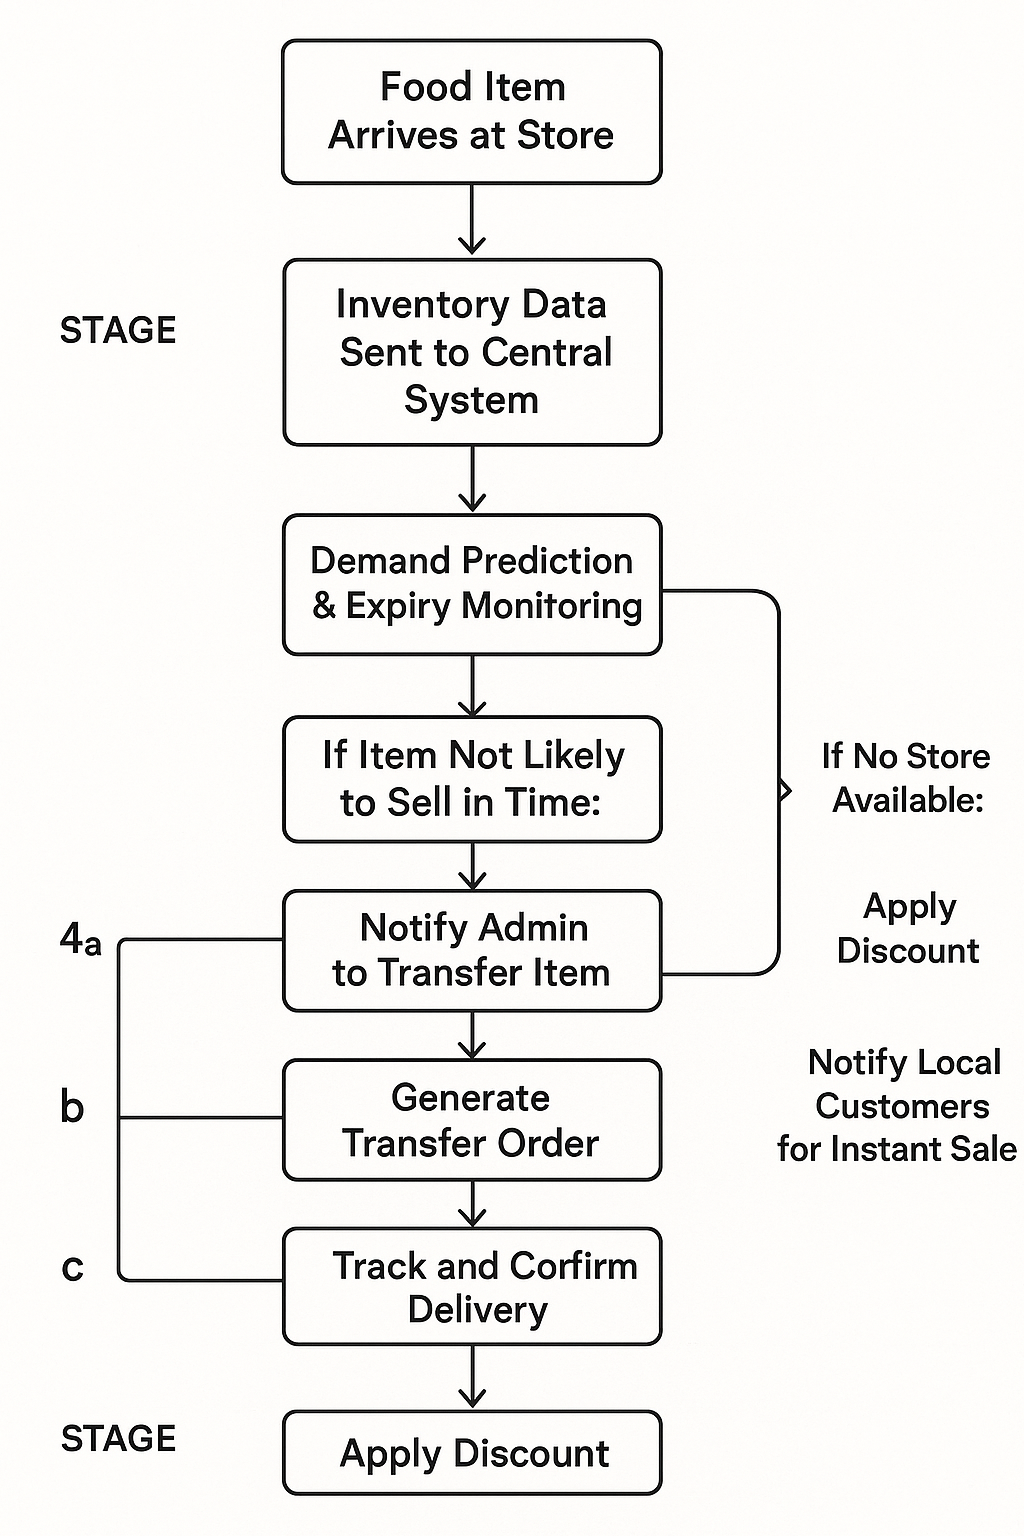 Food Item
Arrives at Store
STAGE
Inventory Data
Sent to Central
System
Demand Prediction
& Expiry Monitoring
If Item Not Likely
to Sell in Time:
If No Store
Available:
Apply
Discount
4a
Notify Admin
to Transfer Item
Notify Local
Customers
for Instant Sale
b
Generate
Transfer Order
c
Track and Corfirm
Delivery
STAGE
Apply Discount